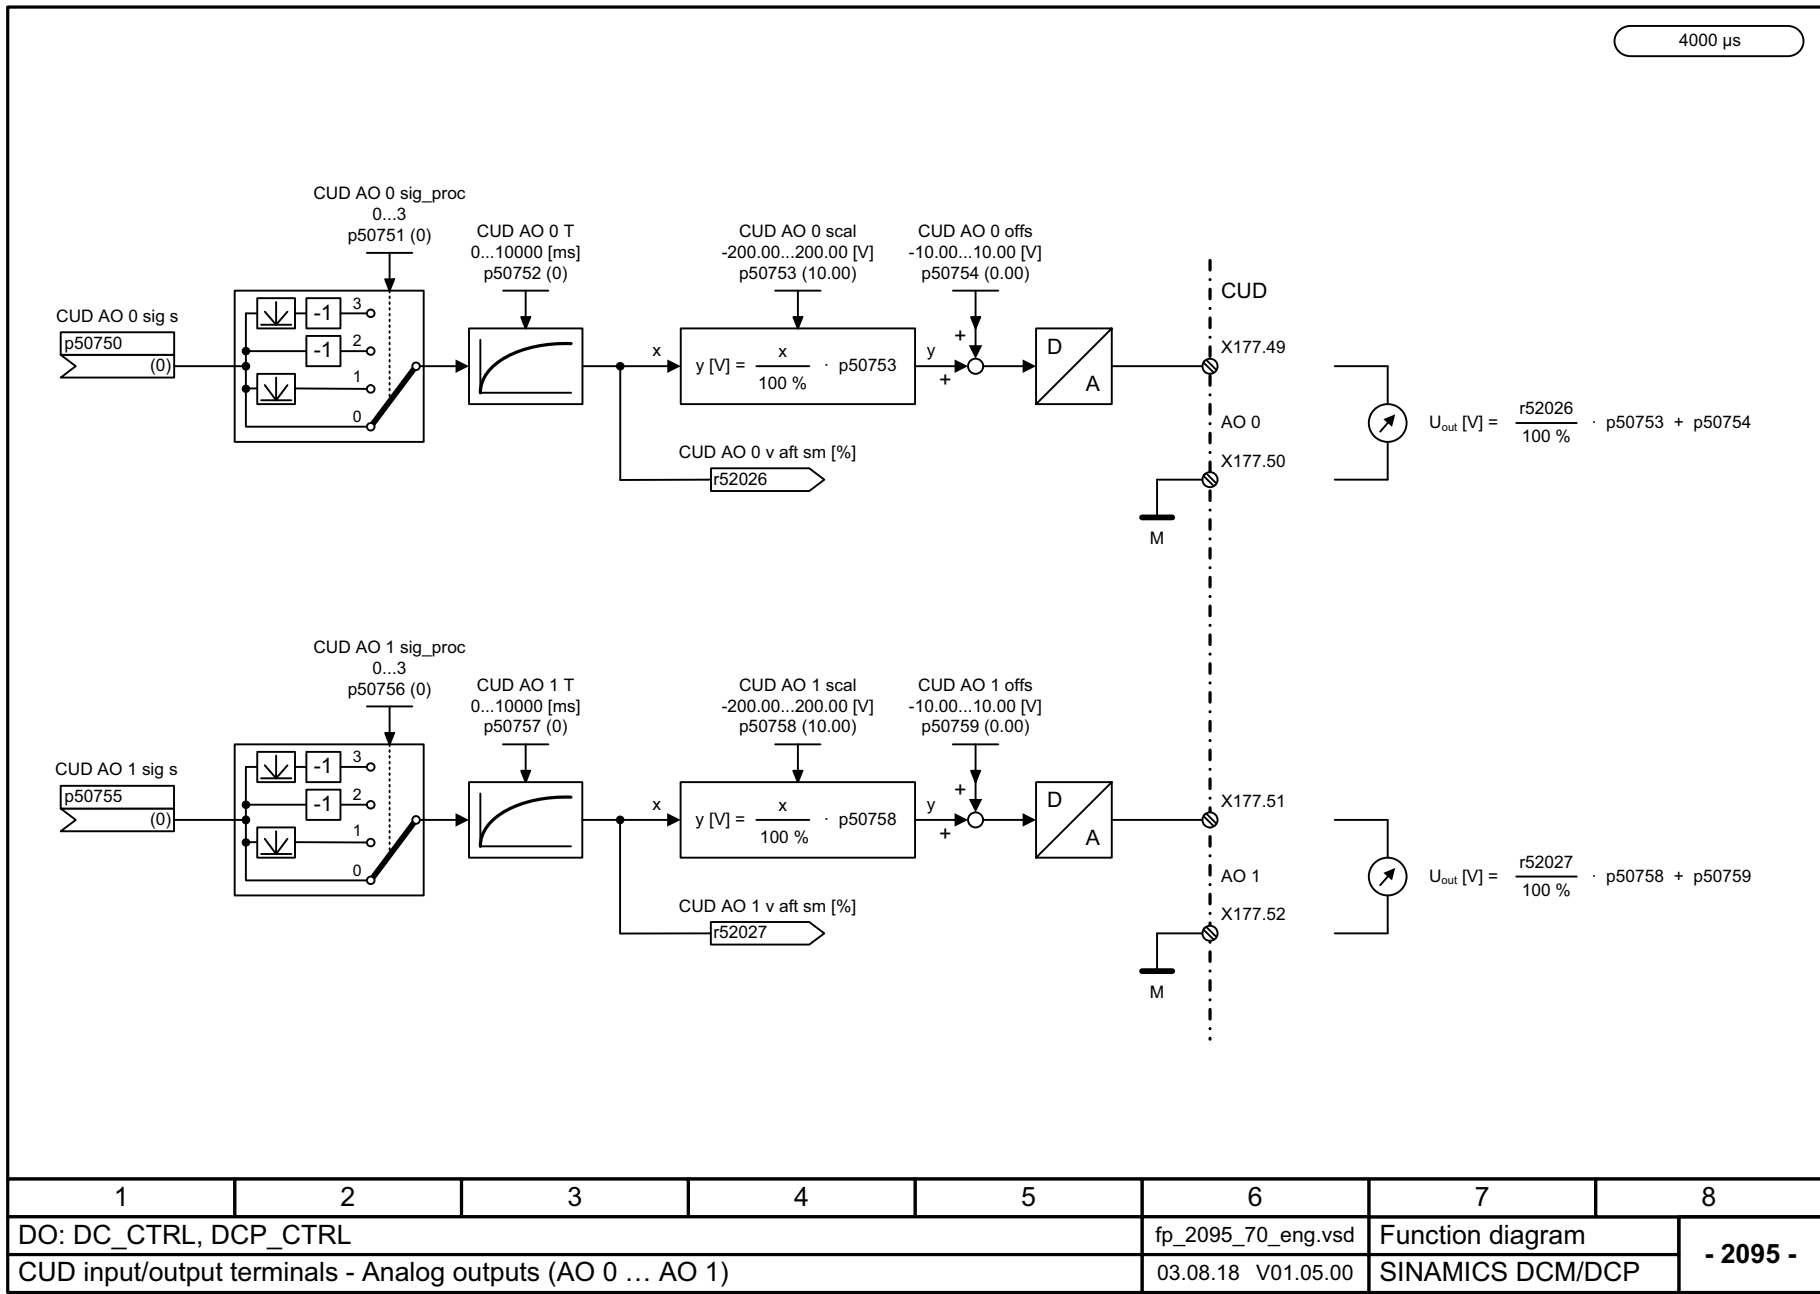 4000 µs
CUD AO 0 sig_proc
0...3
p50751 (0)
CUD AO 0 T
0...10000 [ms]
p50752 (0)
CUD AO 0 scal
-200.00...200.00 [V]
p50753 (10.00)
CUD AO 0 offs
-10.00...10.00 [V]
p50754 (0.00)
CUD
CUD AO 0 sig s
p50750
(0)
3
-1
2
-1
1
0
x
y [V] = x / 100 % · p50753
y
+
+
D
A
X177.49
AO 0
X177.50
M
Uout [V] = r52026 / 100 % · p50753 + p50754
CUD AO 0 v aft sm [%]
r52026
CUD AO 1 sig_proc
0...3
p50756 (0)
CUD AO 1 T
0...10000 [ms]
p50757 (0)
CUD AO 1 scal
-200.00...200.00 [V]
p50758 (10.00)
CUD AO 1 offs
-10.00...10.00 [V]
p50759 (0.00)
CUD AO 1 sig s
p50755
(0)
3
-1
2
-1
1
0
x
y [V] = x / 100 % · p50758
y
+
+
D
A
X177.51
AO 1
X177.52
M
Uout [V] = r52027 / 100 % · p50758 + p50759
CUD AO 1 v aft sm [%]
r52027
1 2 3 4 5 6 7 8
DO: DC_CTRL, DCP_CTRL
fp_2095_70_eng.vsd
Function diagram
- 2095 -
CUD input/output terminals - Analog outputs (AO 0 … AO 1)
03.08.18 V01.05.00
SINAMICS DCM/DCP